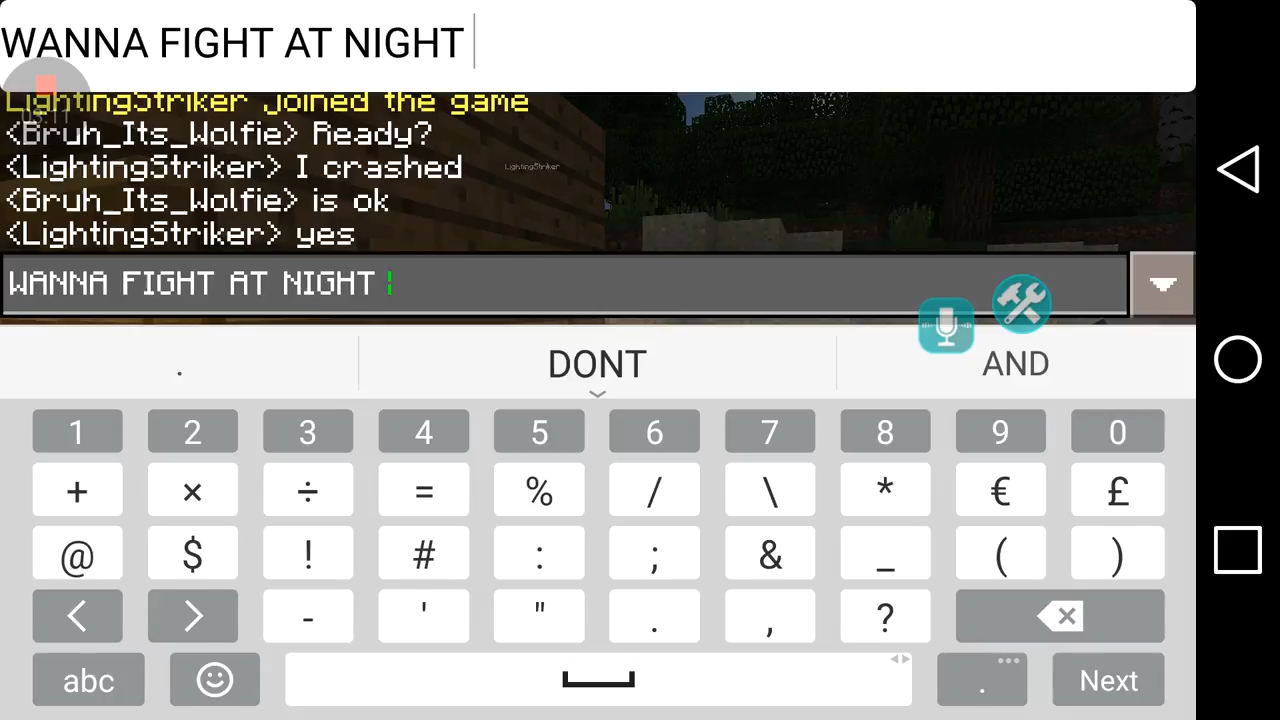 WANNA FIGHT AT NIGHT
LightingStriker joined the game
<Bruh_Its_Wolfie> Ready?
<LightingStriker> I crashed
LightingStriker
<Bruh_Its_Wolfie> is ok
<LightingStriker> yes
WANNA FIGHT AT NIGHT
. DONT AND
1 2 3 4 5 6 7 8 9 0
+ × ÷ = % / \ * € £
@ $ ! # : ; & _ ( )
< > - ' " . , ?
abc . Next